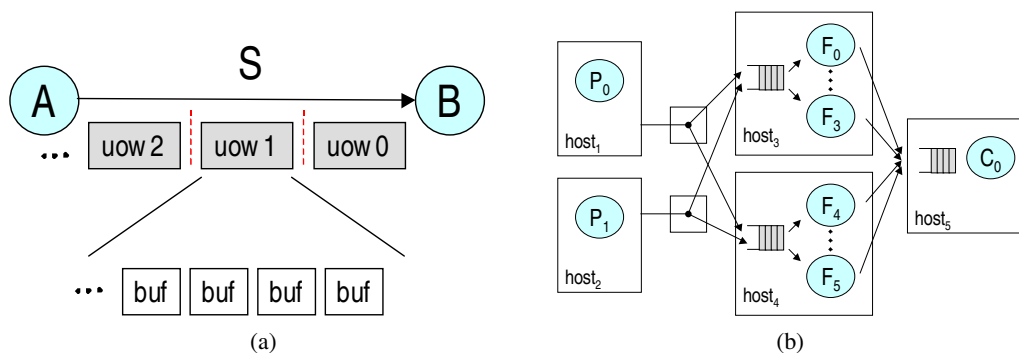 S
A
B
uow 2
uow 1
uow 0
...
...
buf
buf
buf
buf
(a)
P0
host1
P1
host2
F0
F3
host3
F4
F5
host4
C0
host5
(b)